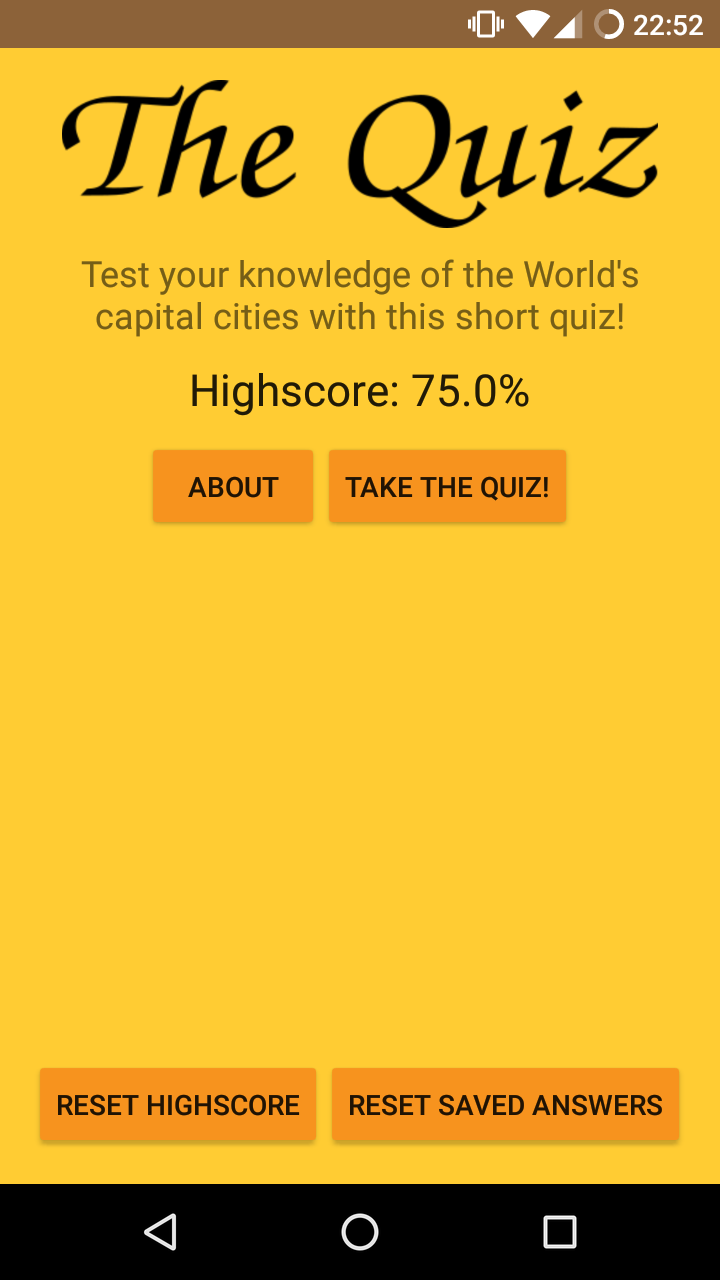 22:52
The Quiz
Test your knowledge of the World's
capital cities with this short quiz!
Highscore: 75.0%
ABOUT TAKE THE QUIZ!
RESET HIGHSCORE RESET SAVED ANSWERS